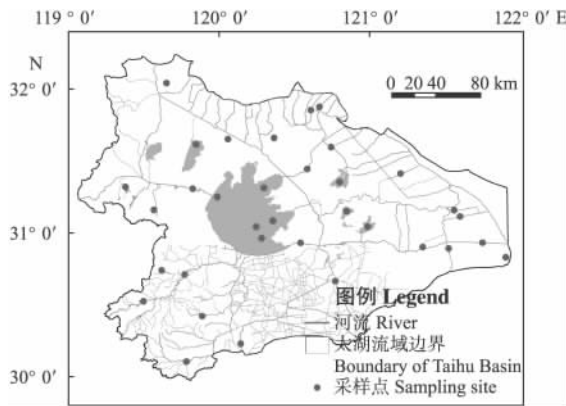 119° 0′ 120° 0′ 121° 0′ 122° 0′ E
N
0 20 40 80 km
32° 0′
31° 0′
30° 0′
图例 Legend
河流 River
太湖流域边界
Boundary of Taihu Basin
采样点 Sampling site